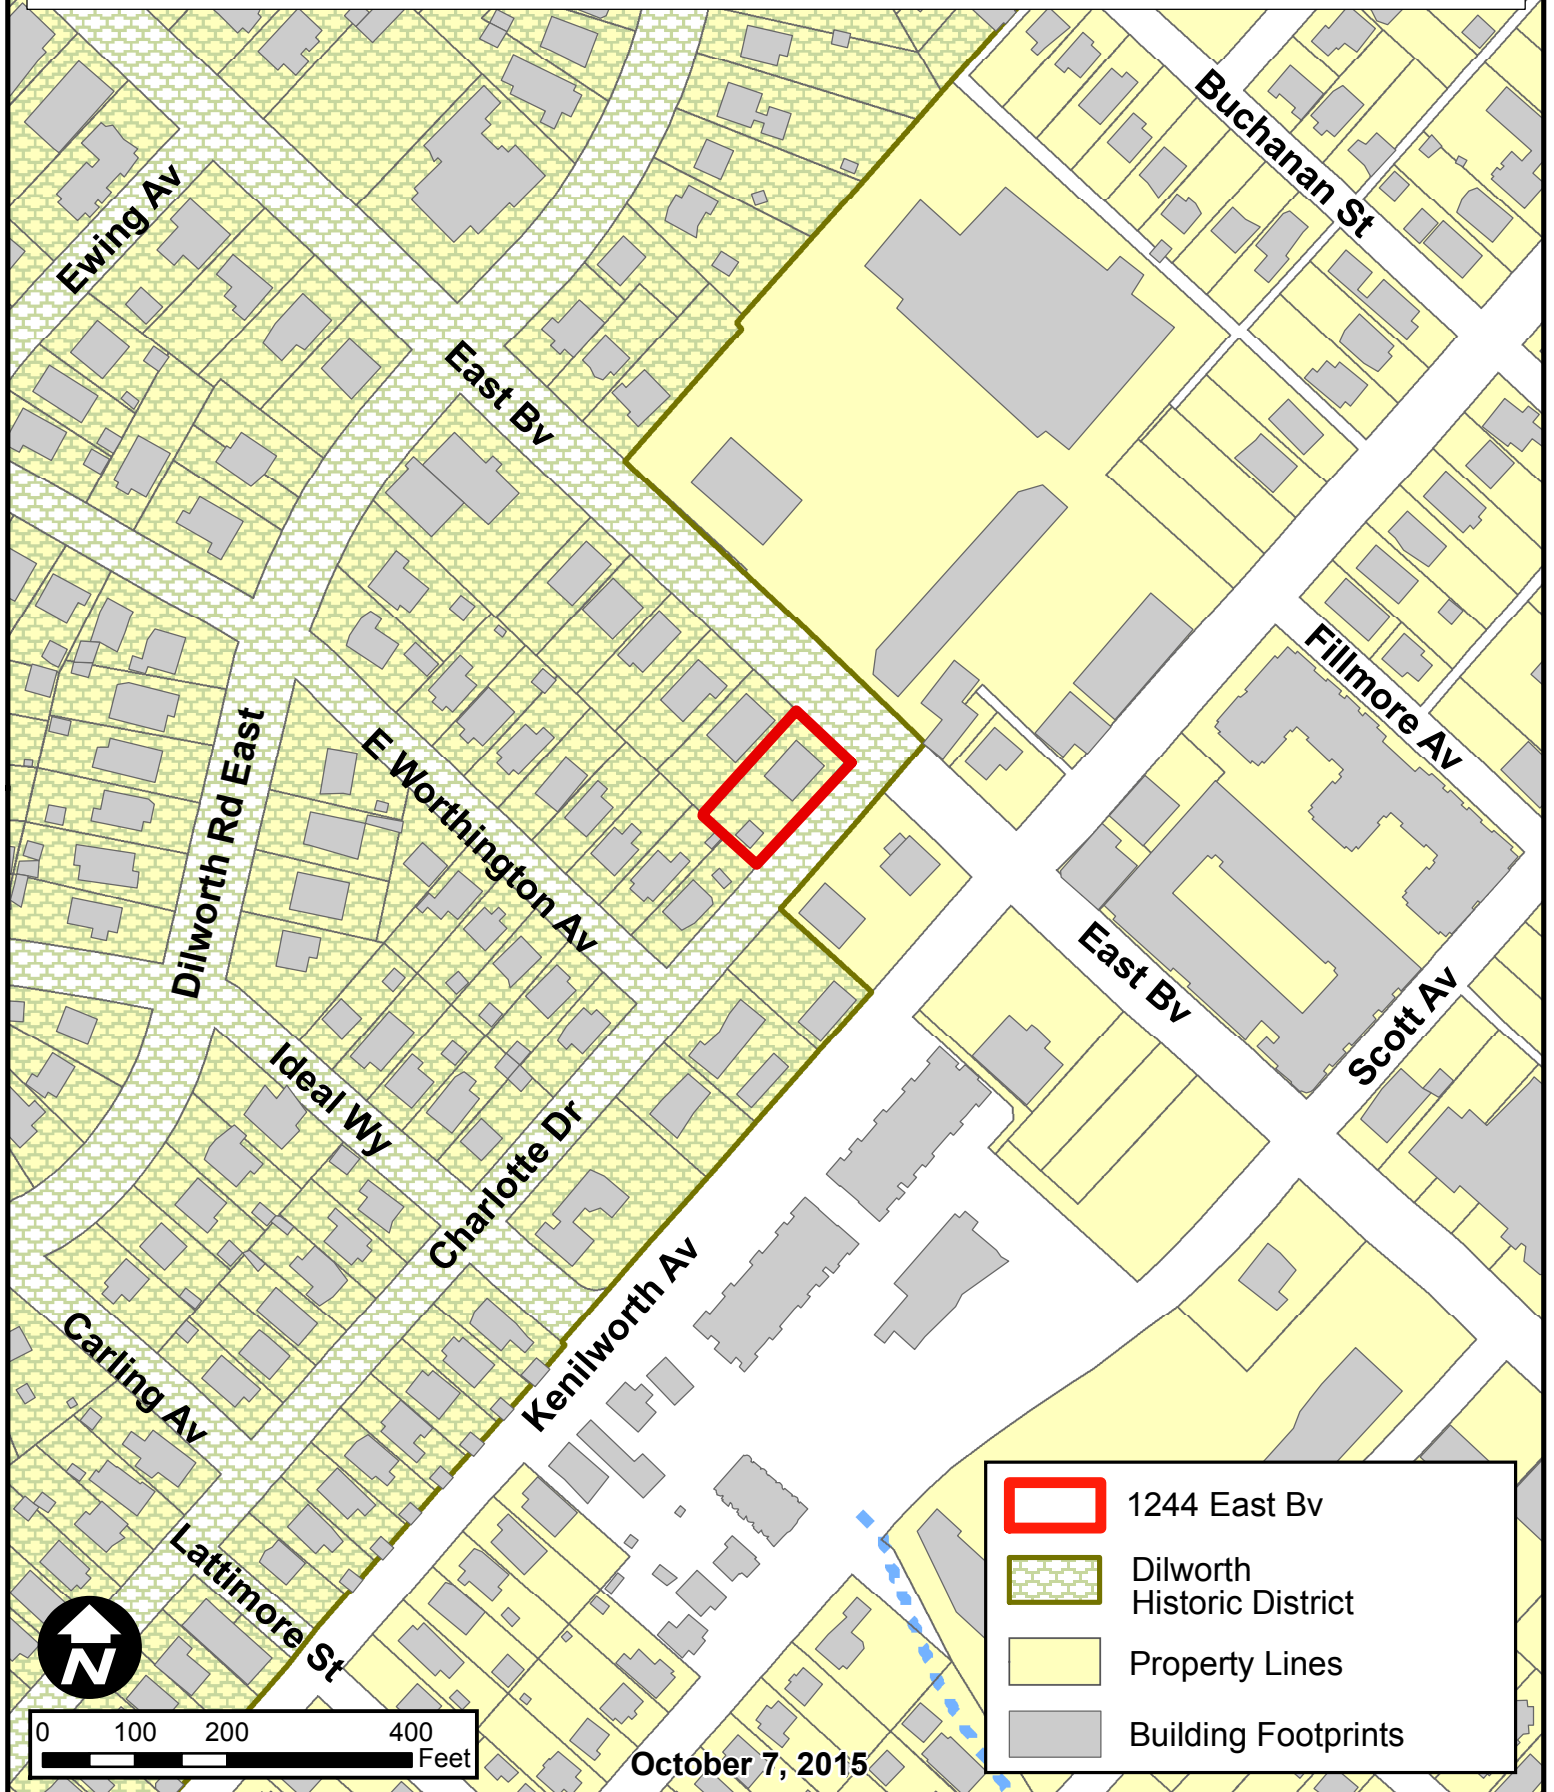 Buchanan St
Ewing Av
East Bv
Fillmore Av
Dilworth Rd East
E Worthington Av
East Bv
Scott Av
Ideal Wy
Charlotte Dr
Kenilworth Av
Carling Av
Lattimore St
1244 East Bv
Dilworth
Historic District
Property Lines
Building Footprints
N
0 100 200 400
Feet
October 7, 2015